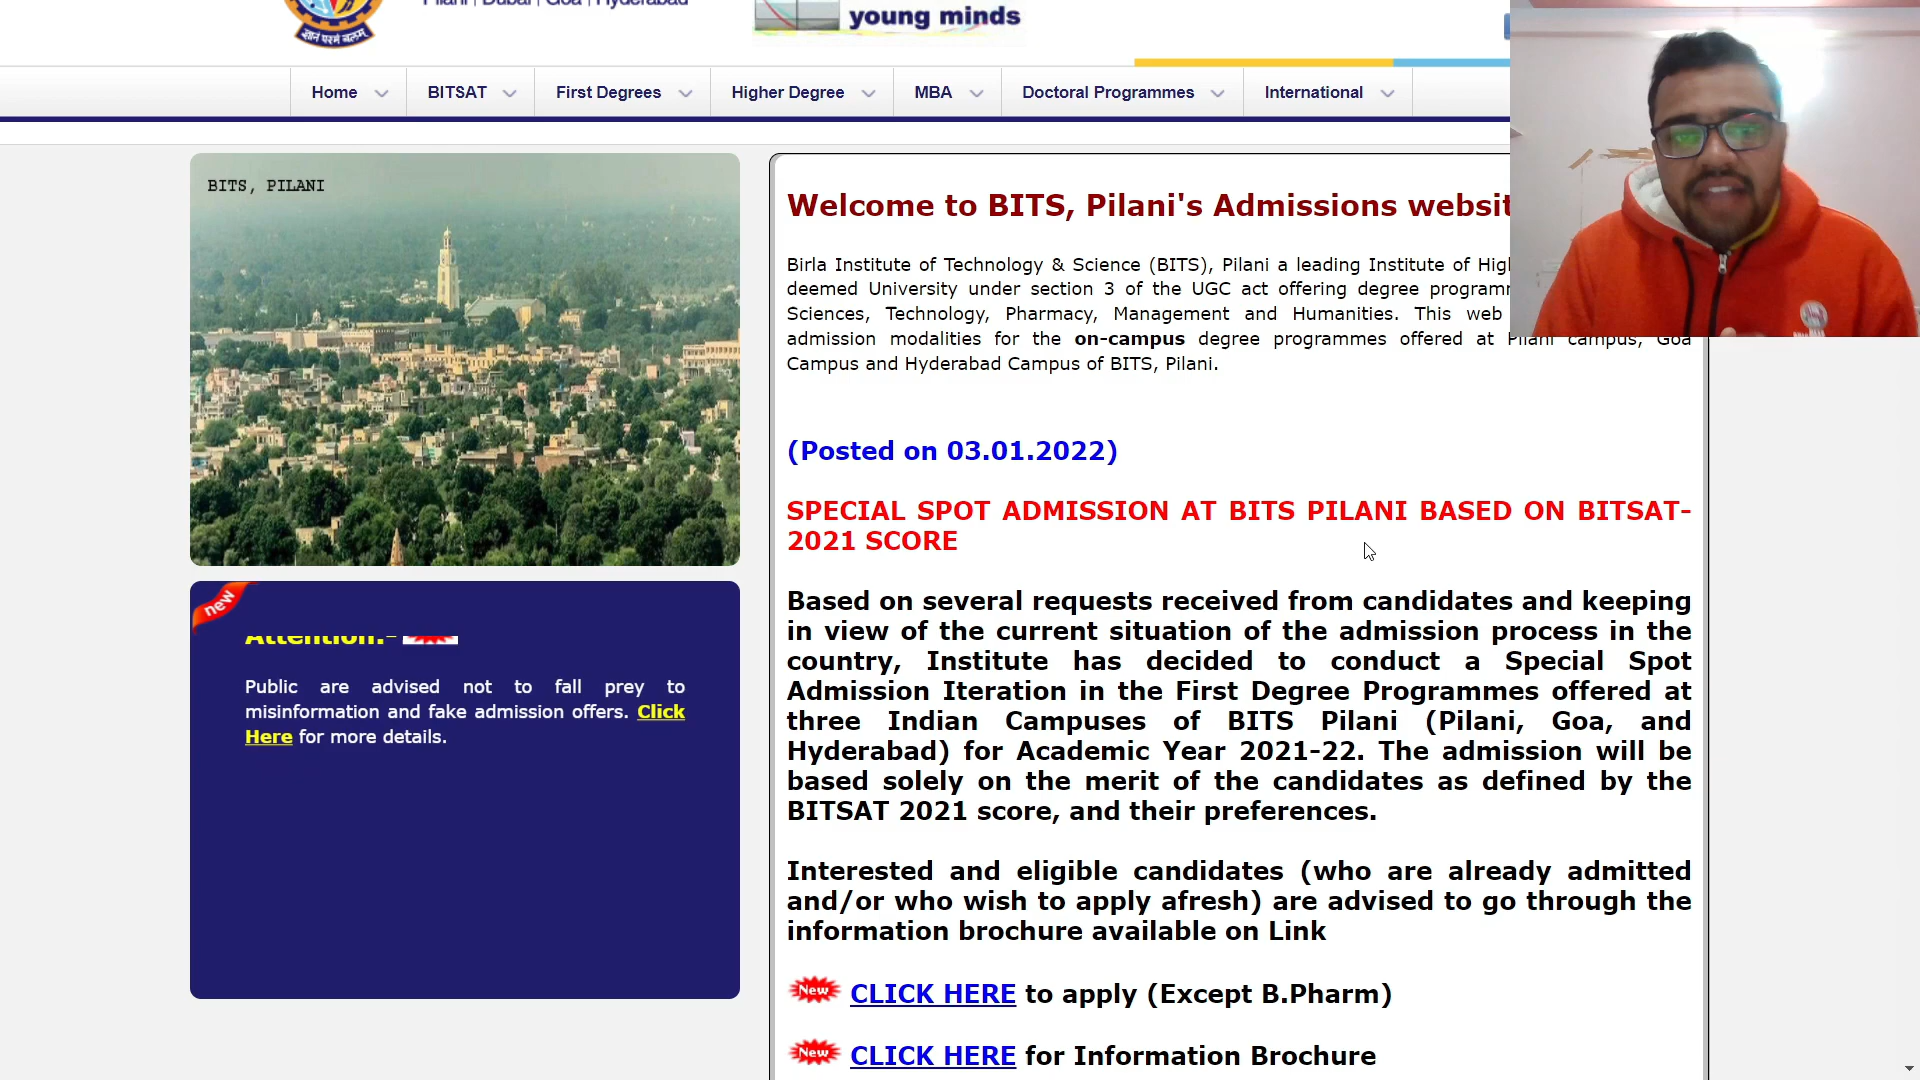 ज्ञानं परमं बलम्
Pilani | Dubai | Goa | Hyderabad
young minds
Home
BITSAT
First Degrees
Higher Degree
MBA
Doctoral Programmes
International
BITS, PILANI
Welcome to BITS, Pilani's Admissions
Birla Institute of Technology & Science (BITS), Pilani a leading Institute of
deemed University under section 3 of the UGC act offering degree
Sciences, Technology, Pharmacy, Management and Humanities. This web
admission modalities for the on-campus degree programmes offered at Pilani campus, Goa
Campus and Hyderabad Campus of BITS, Pilani.
(Posted on 03.01.2022)
SPECIAL SPOT ADMISSION AT BITS PILANI BASED ON BITSAT-
2021 SCORE
Based on several requests received from candidates and keeping
in view of the current situation of the admission process in the
country, Institute has decided to conduct a Special Spot
Admission Iteration in the First Degree Programmes offered at
three Indian Campuses of BITS Pilani (Pilani, Goa, and
Hyderabad) for Academic Year 2021-22. The admission will be
based solely on the merit of the candidates as defined by the
BITSAT 2021 score, and their preferences.
Interested and eligible candidates (who are already admitted
and/or who wish to apply afresh) are advised to go through the
information brochure available on Link
New CLICK HERE to apply (Except B.Pharm)
New CLICK HERE for Information Brochure
new
Attention:-
Public are advised not to fall prey to
misinformation and fake admission offers. Click
Here for more details.